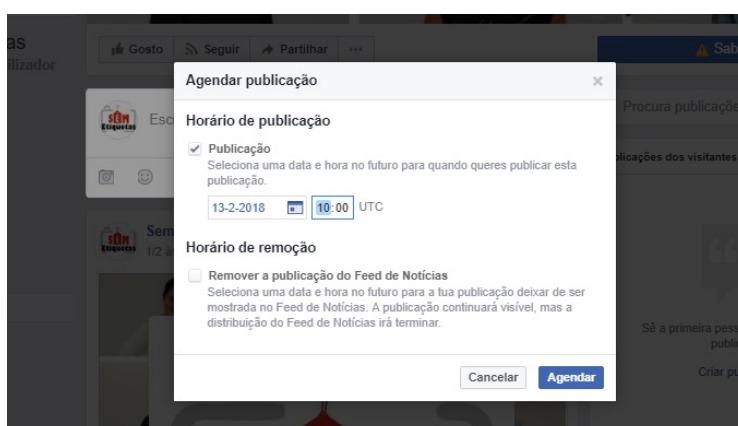 as
ilizador
Gosto
Seguir
Partilhar
Sab
Agendar publicação
Procura publicaçõe
SEM
Etiquetas
Esc
Horário de publicação
Publicação
Seleciona uma data e hora no futuro para quando queres publicar esta
publicação.
13-2-2018
10:00
UTC
blicações dos visitantes
SEM
Etiquetas
Sem
1/2 à
Horário de remoção
Remover a publicação do Feed de Notícias
Seleciona uma data e hora no futuro para a tua publicação deixar de ser
mostrada no Feed de Notícias. A publicação continuará visível, mas a
distribuição do Feed de Notícias irá terminar.
Sê a primeira pess
publi
Criar pu
Cancelar
Agendar